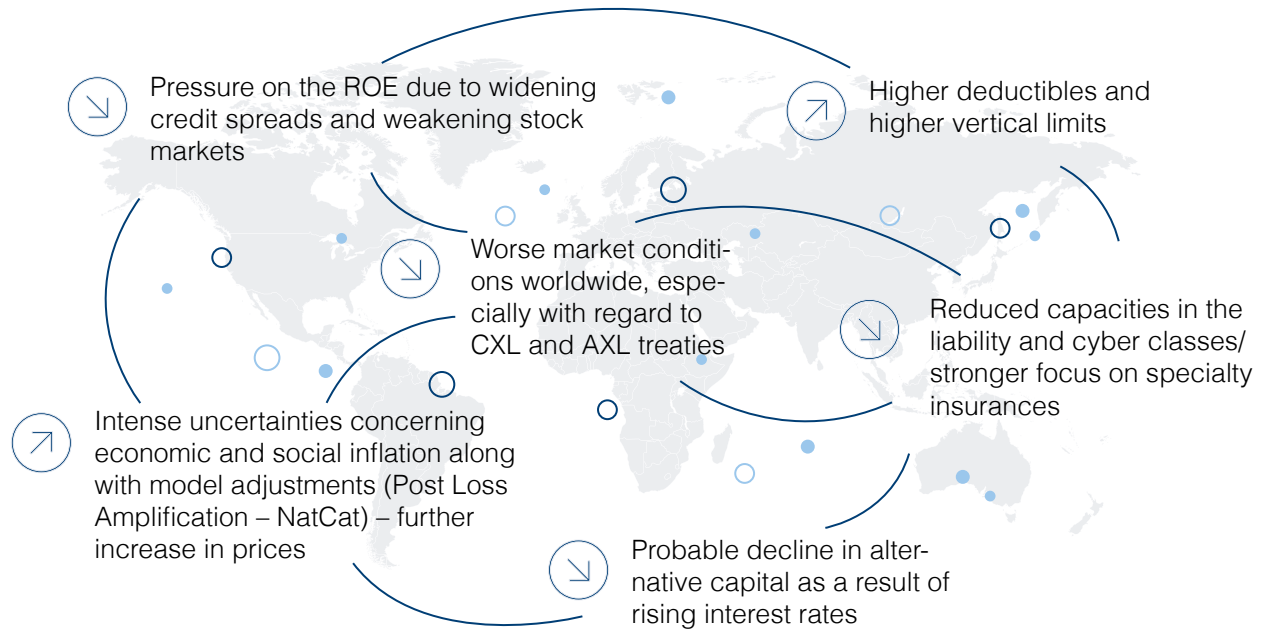 Pressure on the ROE due to widening
credit spreads and weakening stock
markets
Higher deductibles and
higher vertical limits
Worse market conditi-
ons worldwide, espe-
cially with regard to
CXL and AXL treaties
Reduced capacities in the
liability and cyber classes/
stronger focus on specialty
insurances
Intense uncertainties concerning
economic and social inflation along
with model adjustments (Post Loss
Amplification – NatCat) – further
increase in prices
Probable decline in alter-
native capital as a result of
rising interest rates